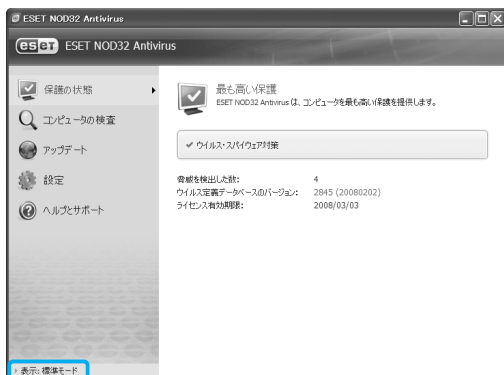 ESET NOD32 Antivirus
eset ESET NOD32 Antivirus
保護の状態
コンピュータの検査
アップデート
設定
ヘルプとサポート
最も高い保護
ESET NOD32 Antivirus は、コンピュータを最も高い保護を提供します。
ウイルス・スパイウェア対策
脅威を検出した数: 4
ウイルス定義データベースのバージョン: 2845 (20080202)
ライセンス有効期限: 2008/03/03
表示: 標準モード